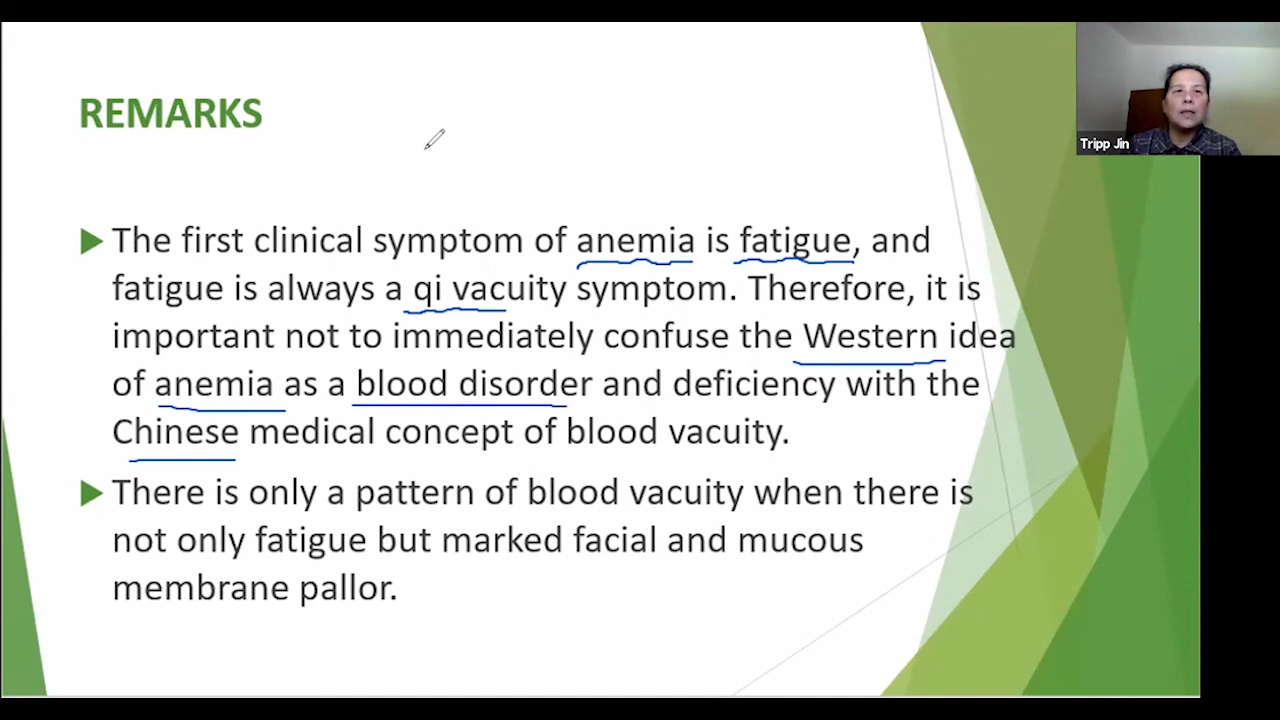 REMARKS
Tripp Jin
The first clinical symptom of anemia is fatigue, and
fatigue is always a qi vacuity symptom. Therefore, it is
important not to immediately confuse the Western idea
of anemia as a blood disorder and deficiency with the
Chinese medical concept of blood vacuity.
There is only a pattern of blood vacuity when there is
not only fatigue but marked facial and mucous
membrane pallor.